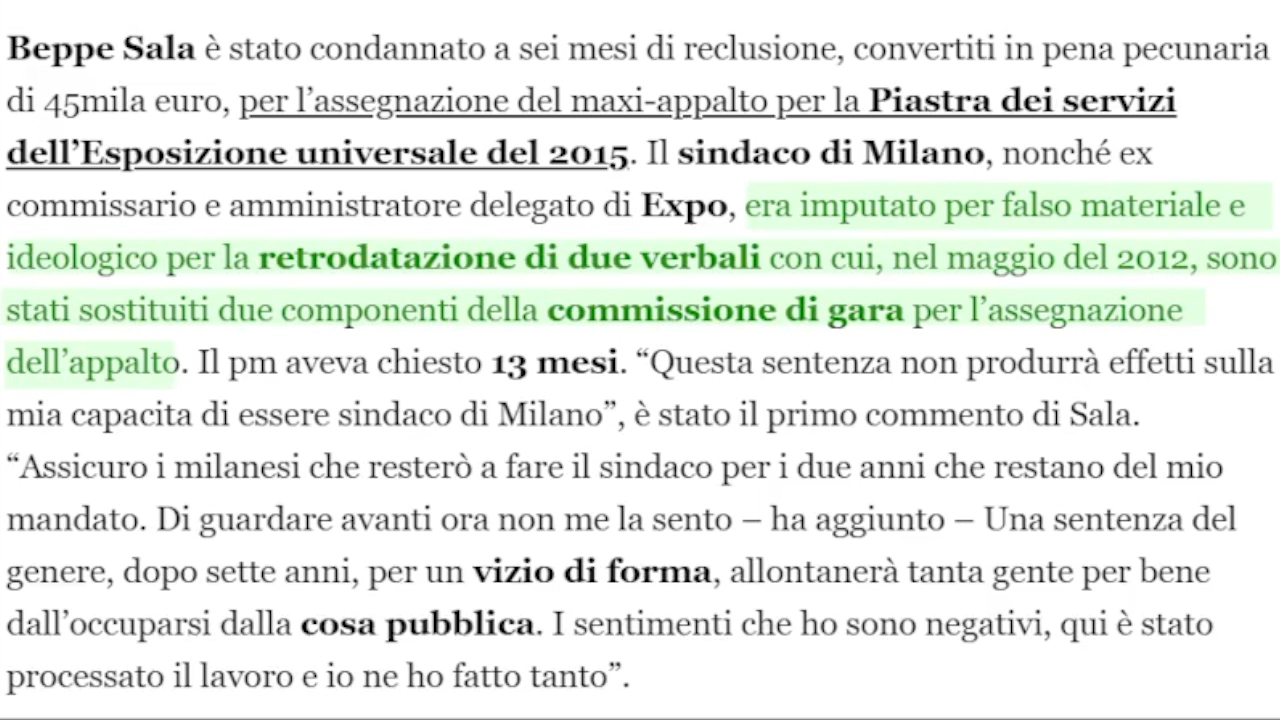 Beppe Sala è stato condannato a sei mesi di reclusione, convertiti in pena pecunaria
di 45mila euro, per l’assegnazione del maxi-appalto per la Piastra dei servizi
dell’Esposizione universale del 2015. Il sindaco di Milano, nonché ex
commissario e amministratore delegato di Expo, era imputato per falso materiale e
ideologico per la retrodatazione di due verbali con cui, nel maggio del 2012, sono
stati sostituiti due componenti della commissione di gara per l’assegnazione
dell’appalto. Il pm aveva chiesto 13 mesi. “Questa sentenza non produrrà effetti sulla
mia capacita di essere sindaco di Milano”, è stato il primo commento di Sala.
“Assicuro i milanesi che resterò a fare il sindaco per i due anni che restano del mio
mandato. Di guardare avanti ora non me la sento – ha aggiunto – Una sentenza del
genere, dopo sette anni, per un vizio di forma, allontanerà tanta gente per bene
dall’occuparsi dalla cosa pubblica. I sentimenti che ho sono negativi, qui è stato
processato il lavoro e io ne ho fatto tanto”.